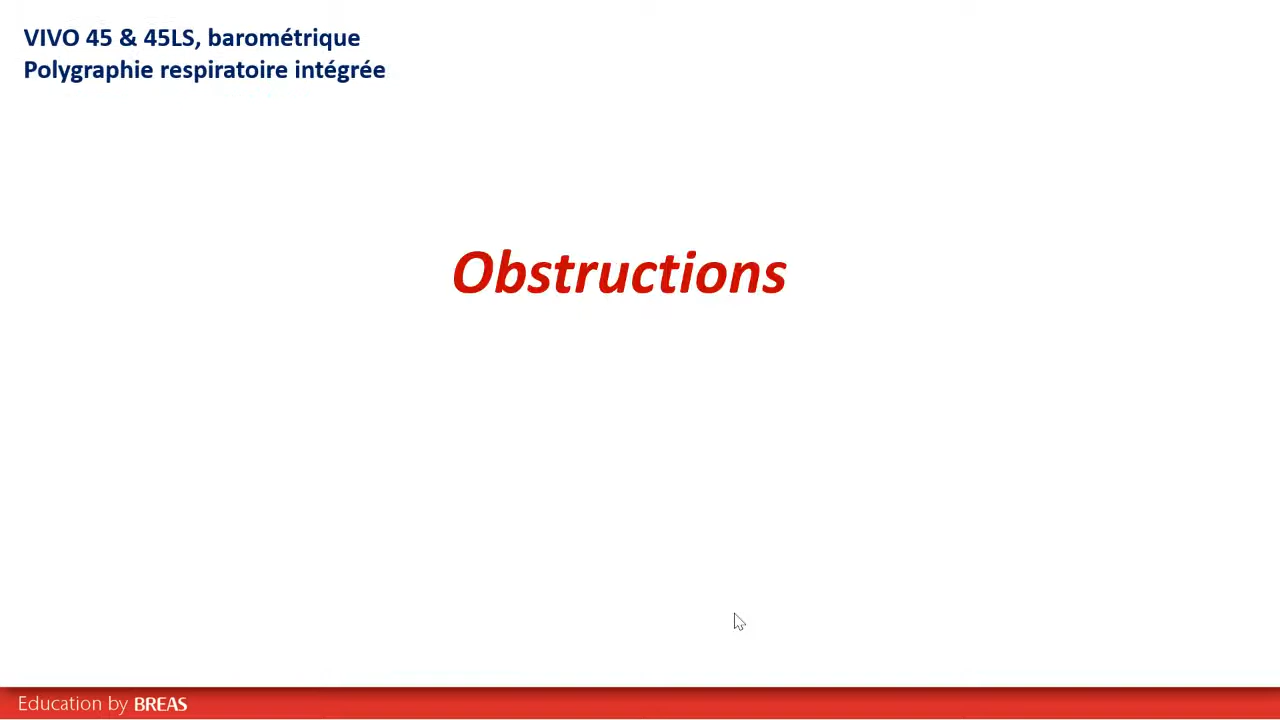 VIVO 45 & 45LS, barométrique
Polygraphie respiratoire intégrée
Obstructions
Education by BREAS